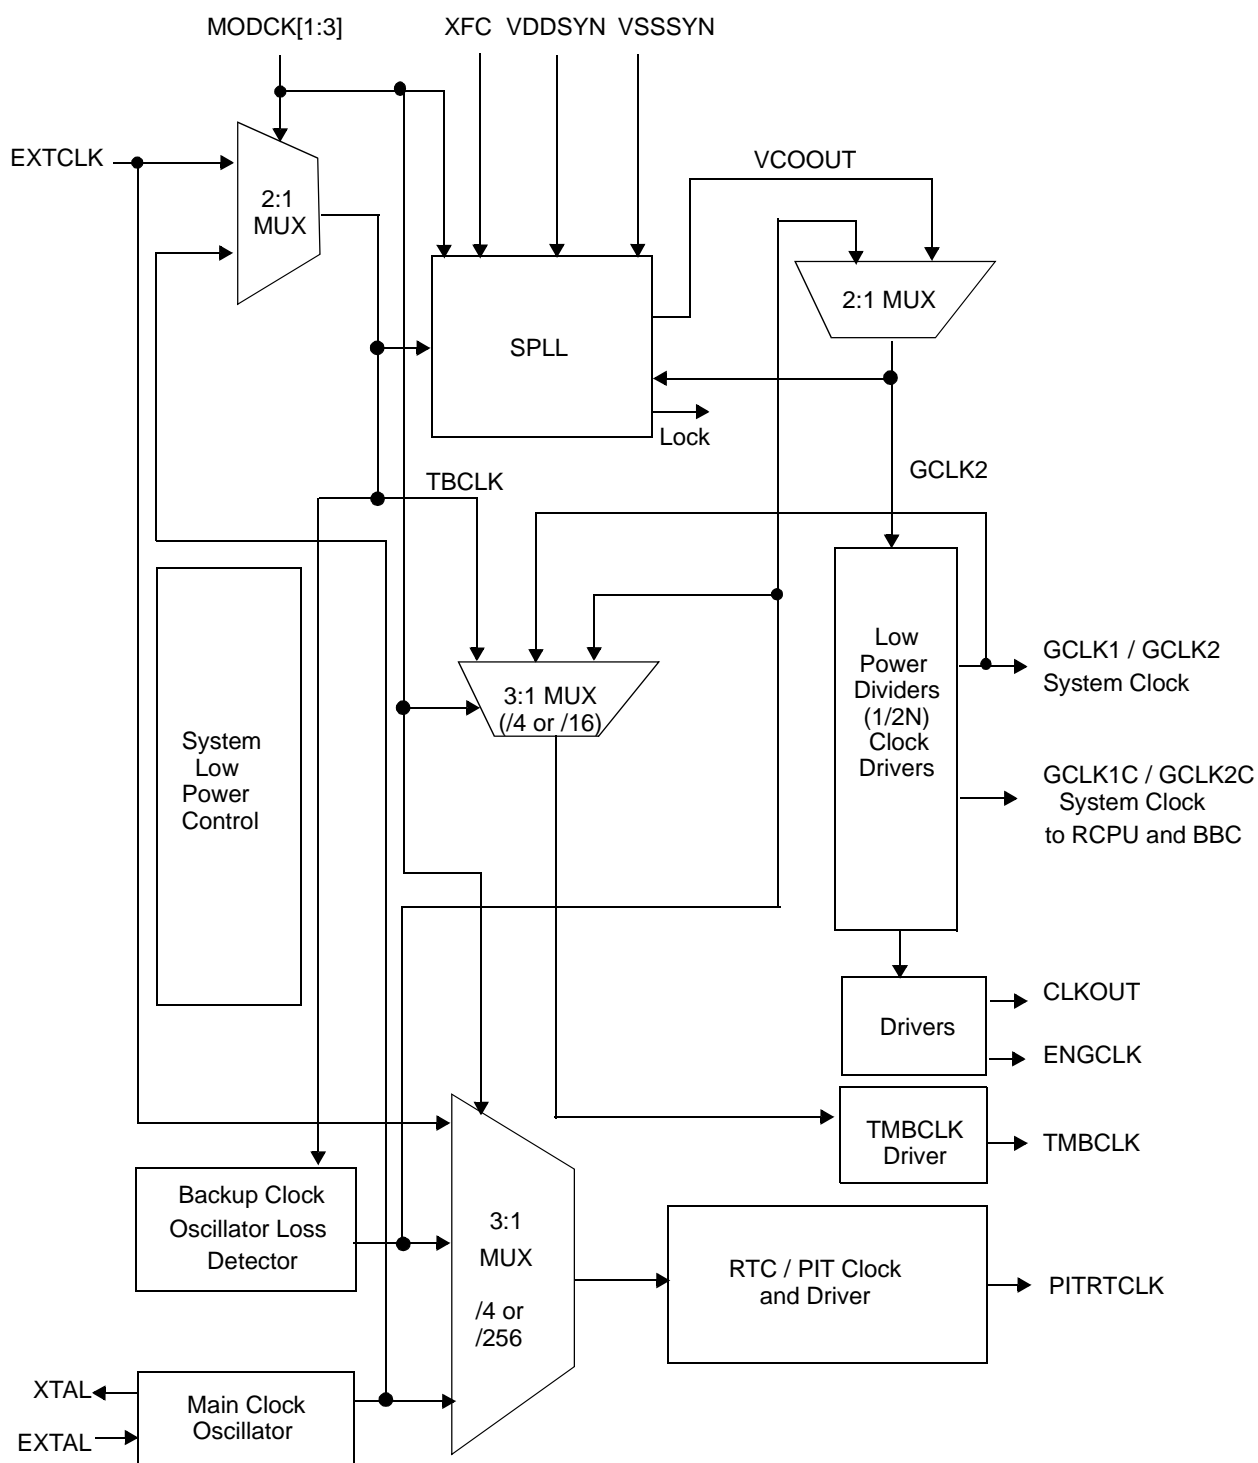 MODCK[1:3]
XFC VDDSYN VSSSYN
EXTCLK
VCOOUT
2:1
MUX
2:1 MUX
SPLL
Lock
GCLK2
TBCLK
Low
Power
Dividers
(1/2N)
Clock
Drivers
GCLK1 / GCLK2
System Clock
3:1 MUX
(/4 or /16)
System
Low
Power
Control
GCLK1C / GCLK2C
System Clock
to RCPU and BBC
CLKOUT
Drivers
ENGCLK
TMBCLK
Driver
TMBCLK
Backup Clock
Oscillator Loss
Detector
3:1
MUX
/4 or
/256
RTC / PIT Clock
and Driver
PITRTCLK
XTAL
Main Clock
Oscillator
EXTAL